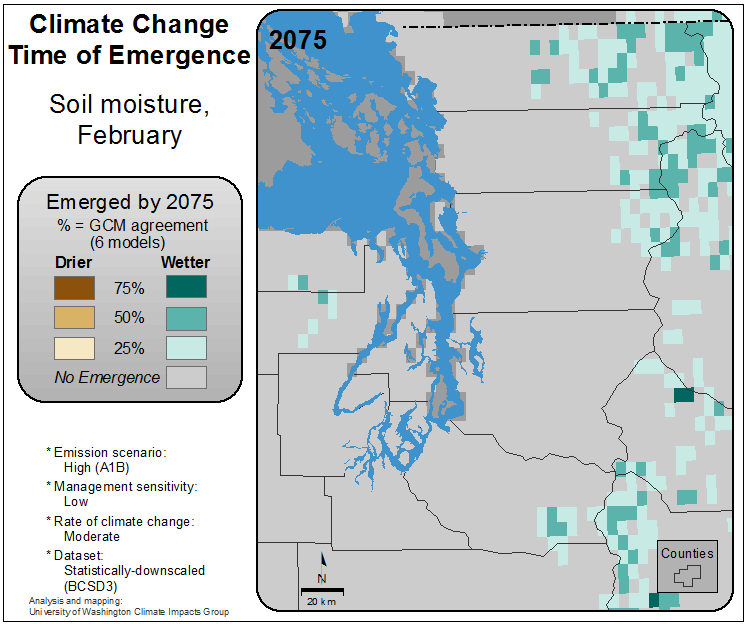 Climate Change
Time of Emergence
Soil moisture,
February
Emerged by 2075
% = GCM agreement
(6 models)
Drier Wetter
75%
50%
25%
No Emergence
* Emission scenario:
High (A1B)
* Management sensitivity:
Low
* Rate of climate change:
Moderate
* Dataset:
Statistically-downscaled
(BCSD3)
Analysis and mapping:
University of Washington Climate Impacts Group
2075
N
20 km
Counties